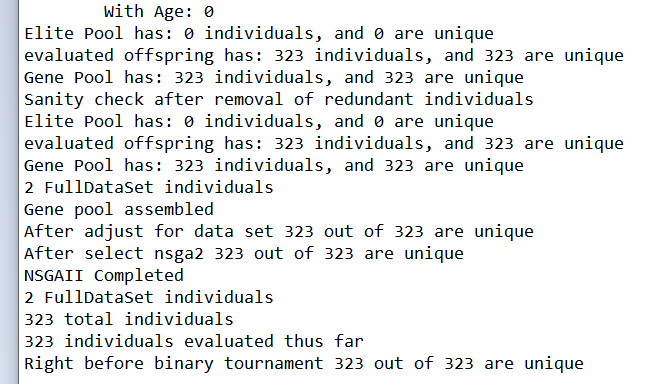 With Age: 0
Elite Pool has: 0 individuals, and 0 are unique
evaluated offspring has: 323 individuals, and 323 are unique
Gene Pool has: 323 individuals, and 323 are unique
Sanity check after removal of redundant individuals
Elite Pool has: 0 individuals, and 0 are unique
evaluated offspring has: 323 individuals, and 323 are unique
Gene Pool has: 323 individuals, and 323 are unique
2 FullDataSet individuals
Gene pool assembled
After adjust for data set 323 out of 323 are unique
After select nsga2 323 out of 323 are unique
NSGAII Completed
2 FullDataSet individuals
323 total individuals
323 individuals evaluated thus far
Right before binary tournament 323 out of 323 are unique